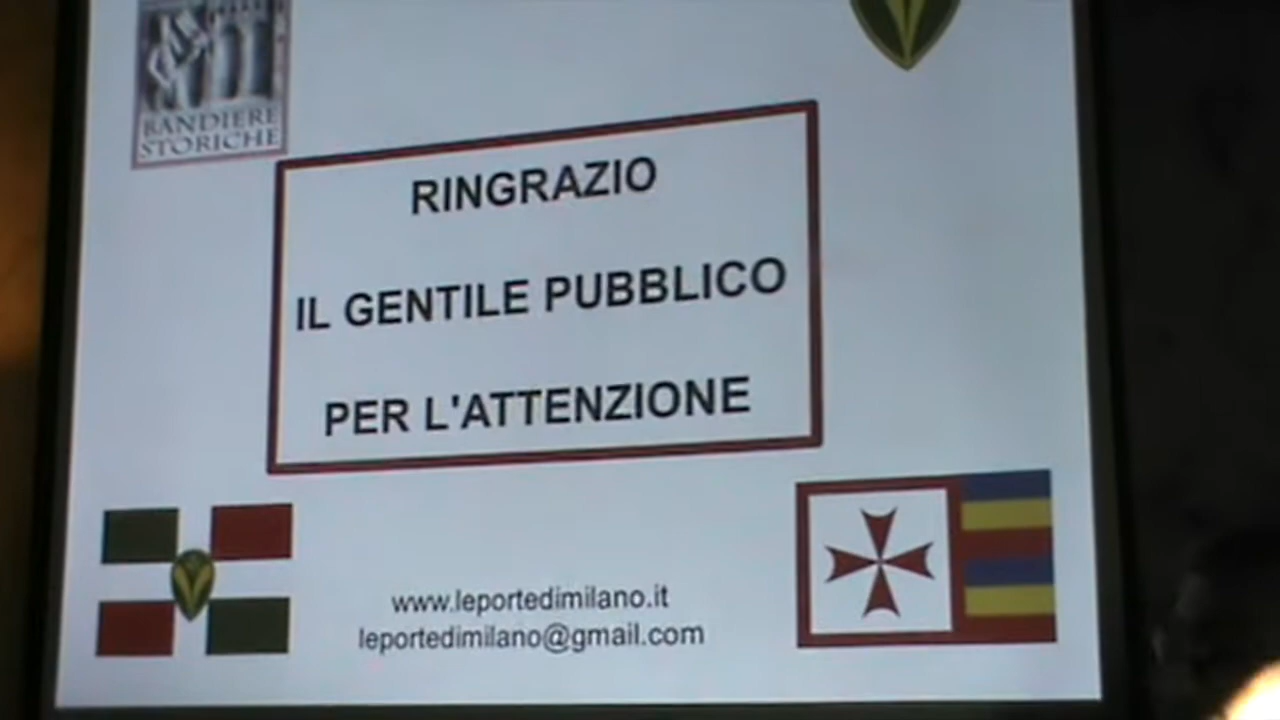 BANDIERE
STORICHE
RINGRAZIO
IL GENTILE PUBBLICO
PER L'ATTENZIONE
www.leportedimilano.it
leportedimilano@gmail.com